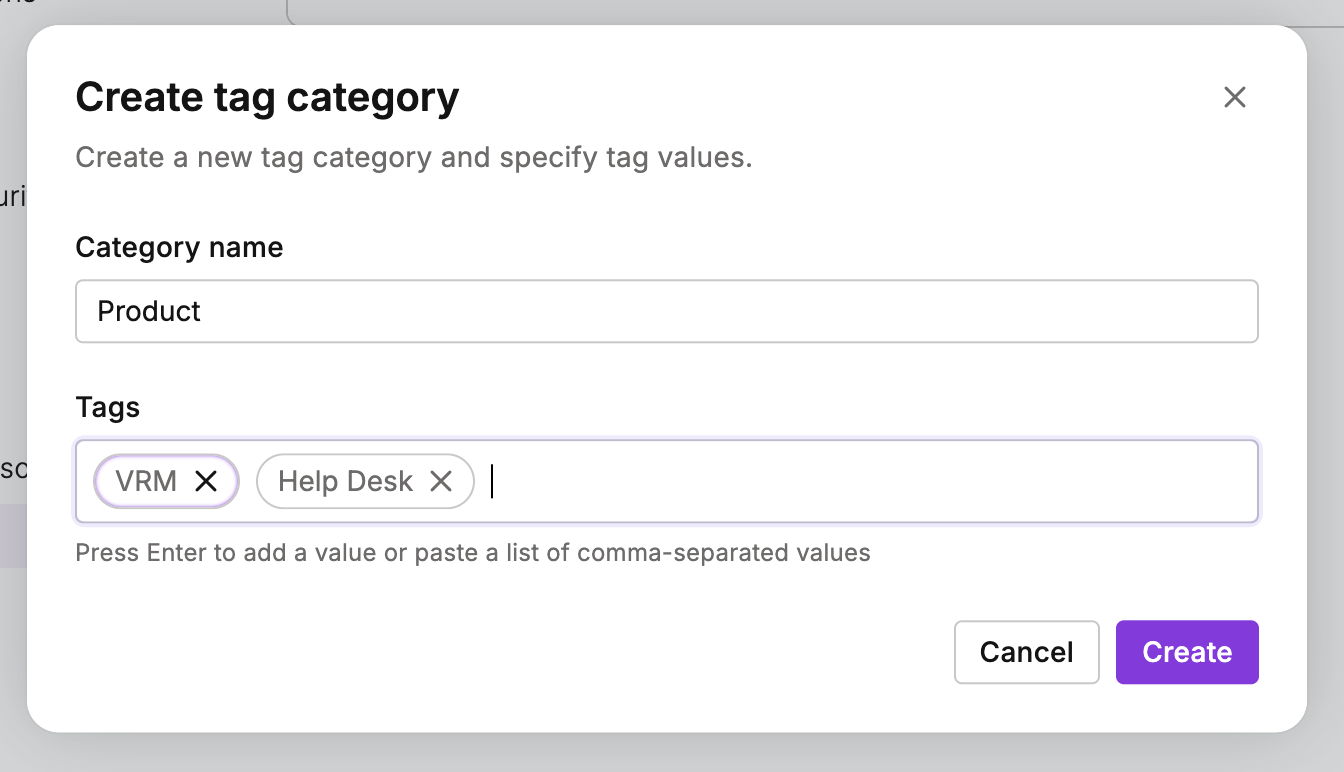 Create tag category
Create a new tag category and specify tag values.
Category name
Product
Tags
VRM Help Desk
Press Enter to add a value or paste a list of comma-separated values
Cancel Create